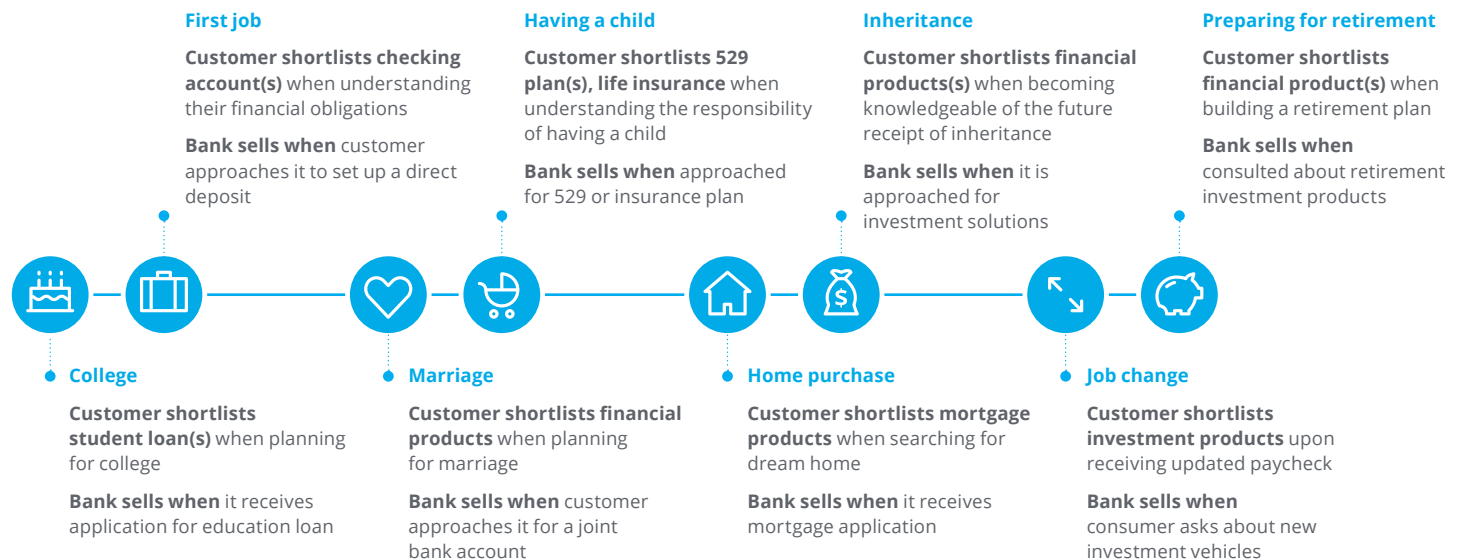 First job
Customer shortlists checking
account(s) when understanding
their financial obligations
Bank sells when customer
approaches it to set up a direct
deposit
Having a child
Customer shortlists 529
plan(s), life insurance when
understanding the responsibility
of having a child
Bank sells when approached
for 529 or insurance plan
Inheritance
Customer shortlists financial
products(s) when becoming
knowledgeable of the future
receipt of inheritance
Bank sells when it is
approached for
investment solutions
Preparing for retirement
Customer shortlists
financial product(s) when
building a retirement plan
Bank sells when
consulted about retirement
investment products
$
College
Customer shortlists
student loan(s) when planning
for college
Bank sells when it receives
application for education loan
Marriage
Customer shortlists financial
products when planning
for marriage
Bank sells when customer
approaches it for a joint
bank account
Home purchase
Customer shortlists mortgage
products when searching for
dream home
Bank sells when it receives
mortgage application
Job change
Customer shortlists
investment products upon
receiving updated paycheck
Bank sells when
consumer asks about new
investment vehicles